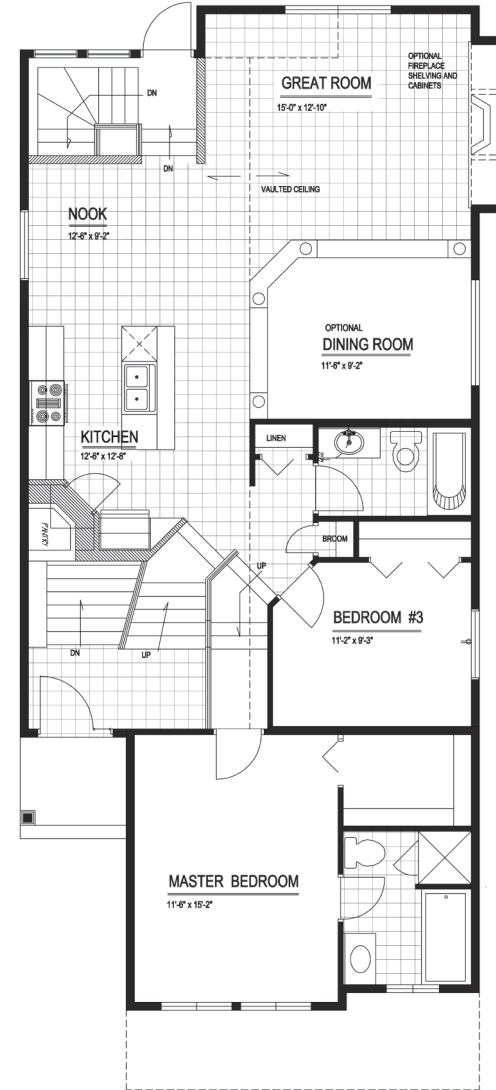 OPTIONAL
FIREPLACE
SHELVING AND
CABINETS
GREAT ROOM
15'-0" x 12'-10"
DN
DN
VAULTED CEILING
NOOK
12'-6" x 9'-2"
OPTIONAL
DINING ROOM
11'-6" x 9'-2"
KITCHEN
12'-6" x 12'-8"
LINEN
PANTRY
BROOM
UP
BEDROOM #3
11'-2" x 9'-3"
DN
UP
MASTER BEDROOM
11'-6" x 15'-2"